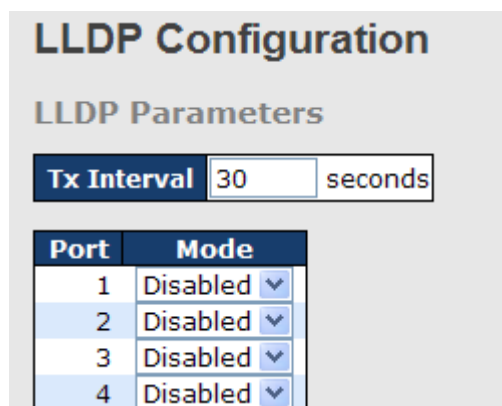 LLDP Configuration
LLDP Parameters
Tx Interval 30 seconds
Port Mode
1 Disabled
2 Disabled
3 Disabled
4 Disabled